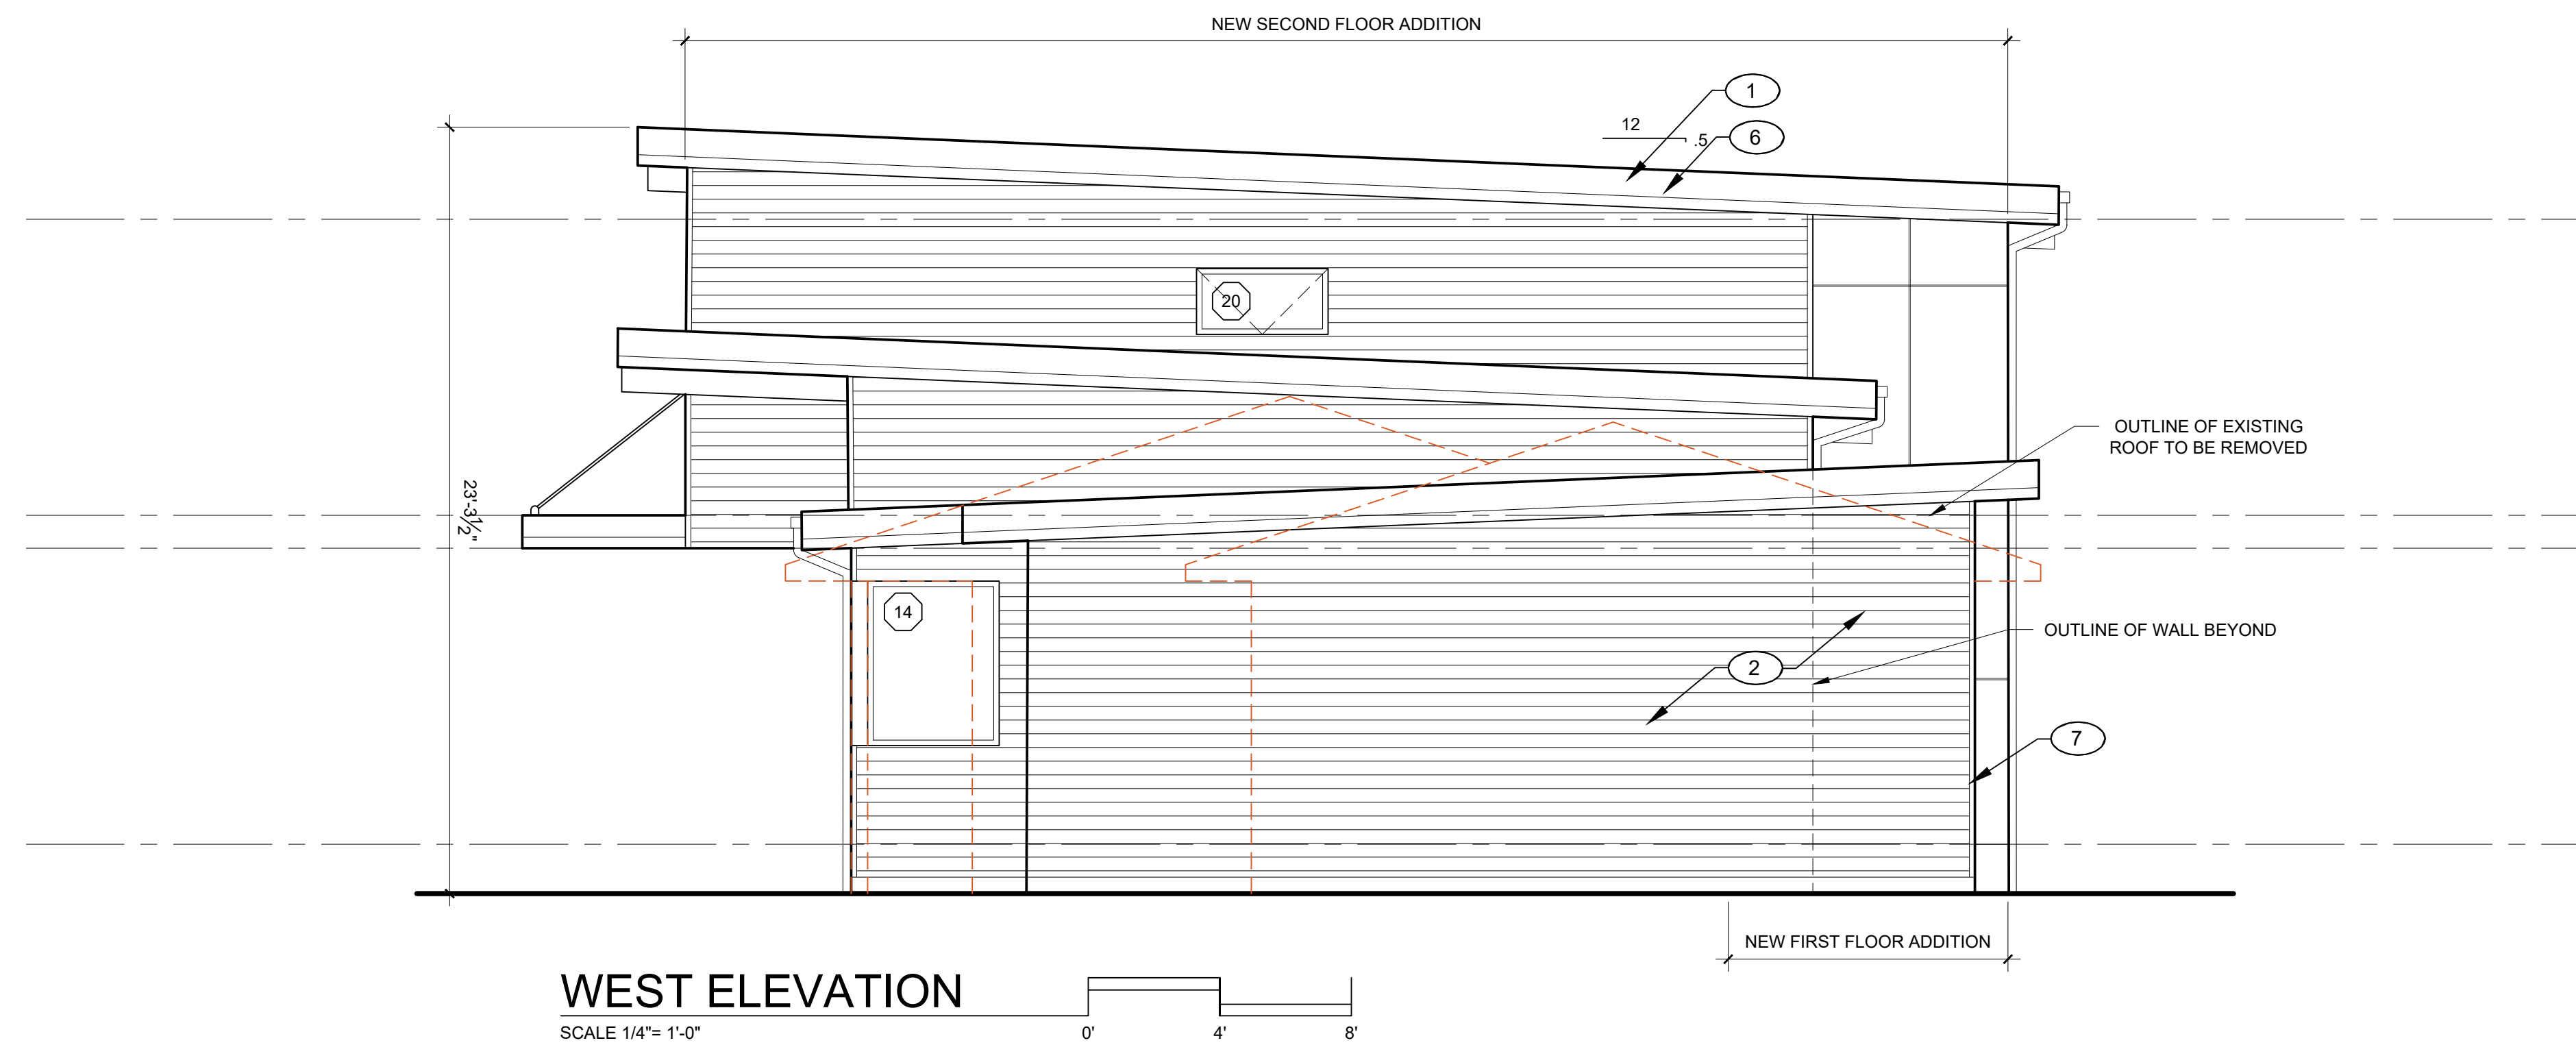 NEW SECOND FLOOR ADDITION
1
12
.5
6
20
OUTLINE OF EXISTING
ROOF TO BE REMOVED
23'-3½"
14
OUTLINE OF WALL BEYOND
2
7
NEW FIRST FLOOR ADDITION
WEST ELEVATION
SCALE 1/4"= 1'-0"
0'
4'
8'